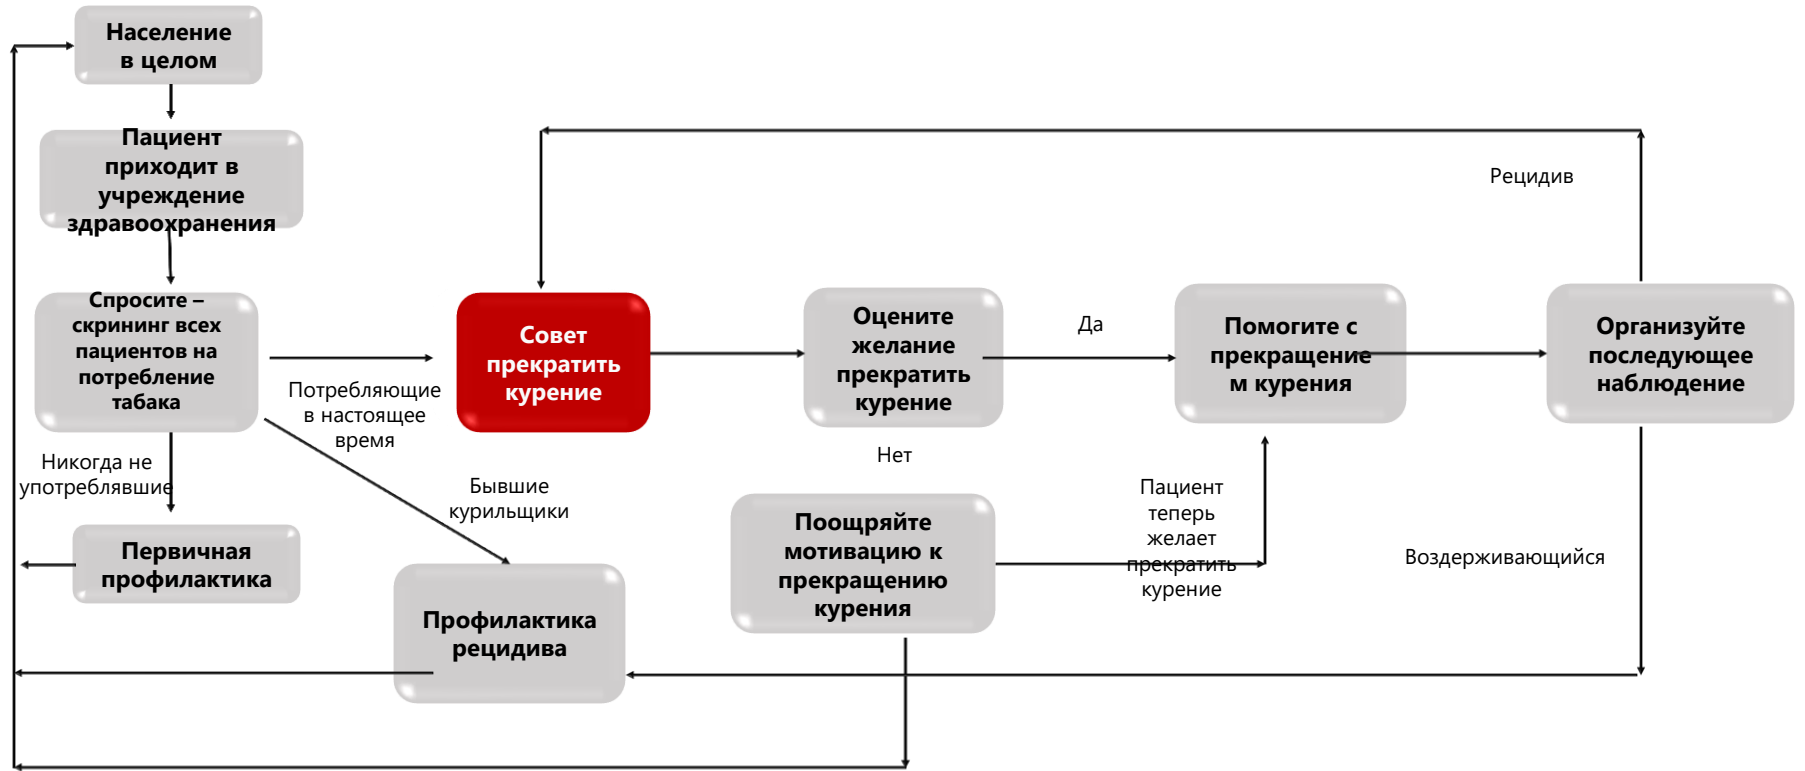 Население
в целом
Пациент
приходит в
учреждение
здравоохранения
Рецидив
Спросите –
скрининг всех
пациентов на
потребление
табака
Потребляющие
в настоящее
время
Совет
прекратить
курение
Оцените
желание
прекратить
курение
Да
Помогите с
прекращение
м курения
Организуйте
последующее
наблюдение
Нет
Никогда не
употреблявшие
Бывшие
курильщики
Первичная
профилактика
Профилактика
рецидива
Поощряйте
мотивацию к
прекращению
курения
Пациент
теперь
желает
прекратить
курение
Воздерживающийся